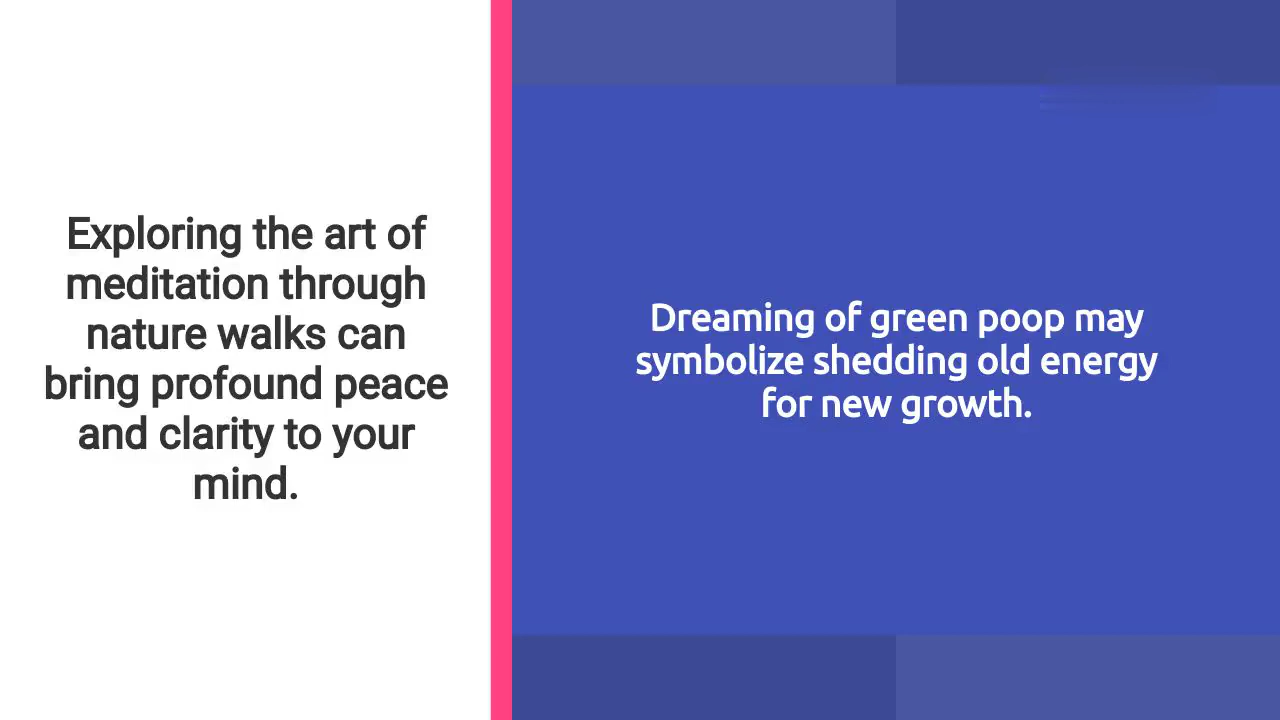 Exploring the art of
meditation through
nature walks can
bring profound peace
and clarity to your
mind.
Dreaming of green poop may
symbolize shedding old energy
for new growth.